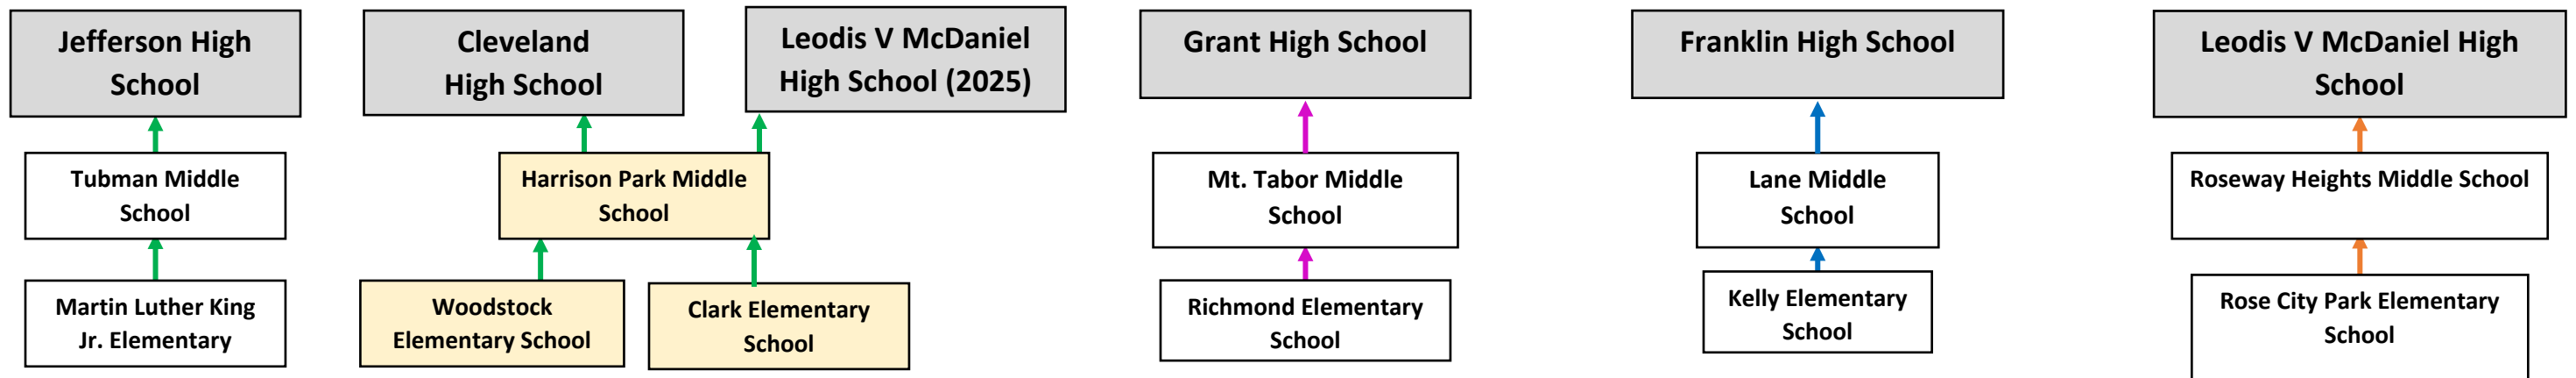 Jefferson High
School
Cleveland
High School
Leodis V McDaniel
High School (2025)
Grant High School
Franklin High School
Leodis V McDaniel High
School
Tubman Middle
School
Harrison Park Middle
School
Mt. Tabor Middle
School
Lane Middle
School
Roseway Heights Middle School
Martin Luther King
Jr. Elementary
Woodstock
Elementary School
Clark Elementary
School
Richmond Elementary
School
Kelly Elementary
School
Rose City Park Elementary
School